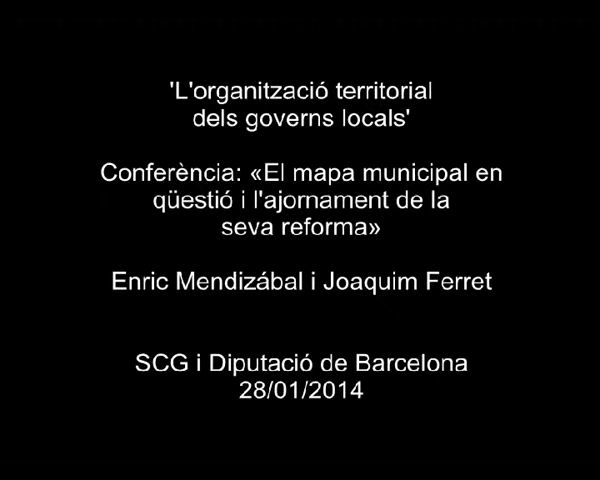 'L'organització territorial
dels governs locals'
Conferència: «El mapa municipal en
qüestió i l'ajornament de la
seva reforma»
Enric Mendizábal i Joaquim Ferret
SCG i Diputació de Barcelona
28/01/2014